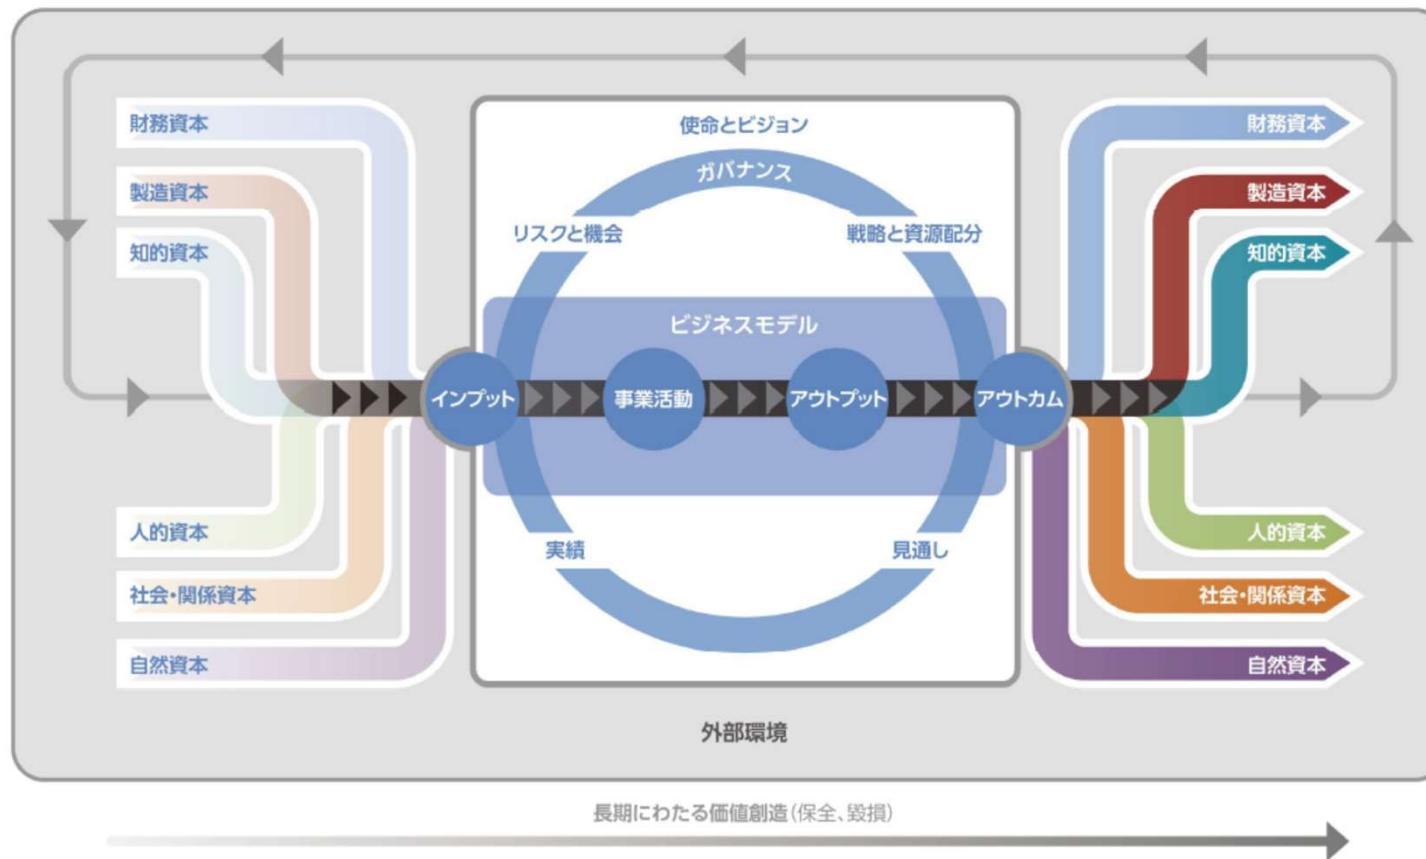 財務資本
製造資本
知的資本
人的資本
社会・関係資本
自然資本
使命とビジョン
ガバナンス
リスクと機会
戦略と資源配分
ビジネスモデル
インプット
事業活動
アウトプット
アウトカム
実績
見通し
財務資本
製造資本
知的資本
人的資本
社会・関係資本
自然資本
外部環境
長期にわたる価値創造(保全、毀損)